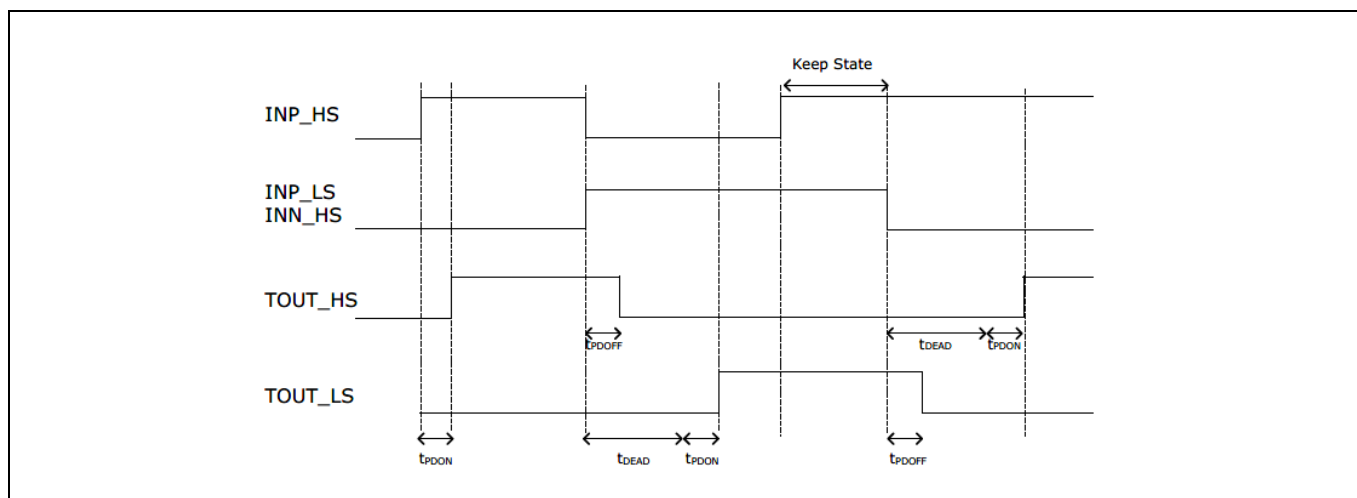 Keep State
INP_HS
INP_LS
INN_HS
TOUT_HS
tPDOFF
tDEAD
tPDON
TOUT_LS
tPDON
tDEAD
tPDON
tPDOFF